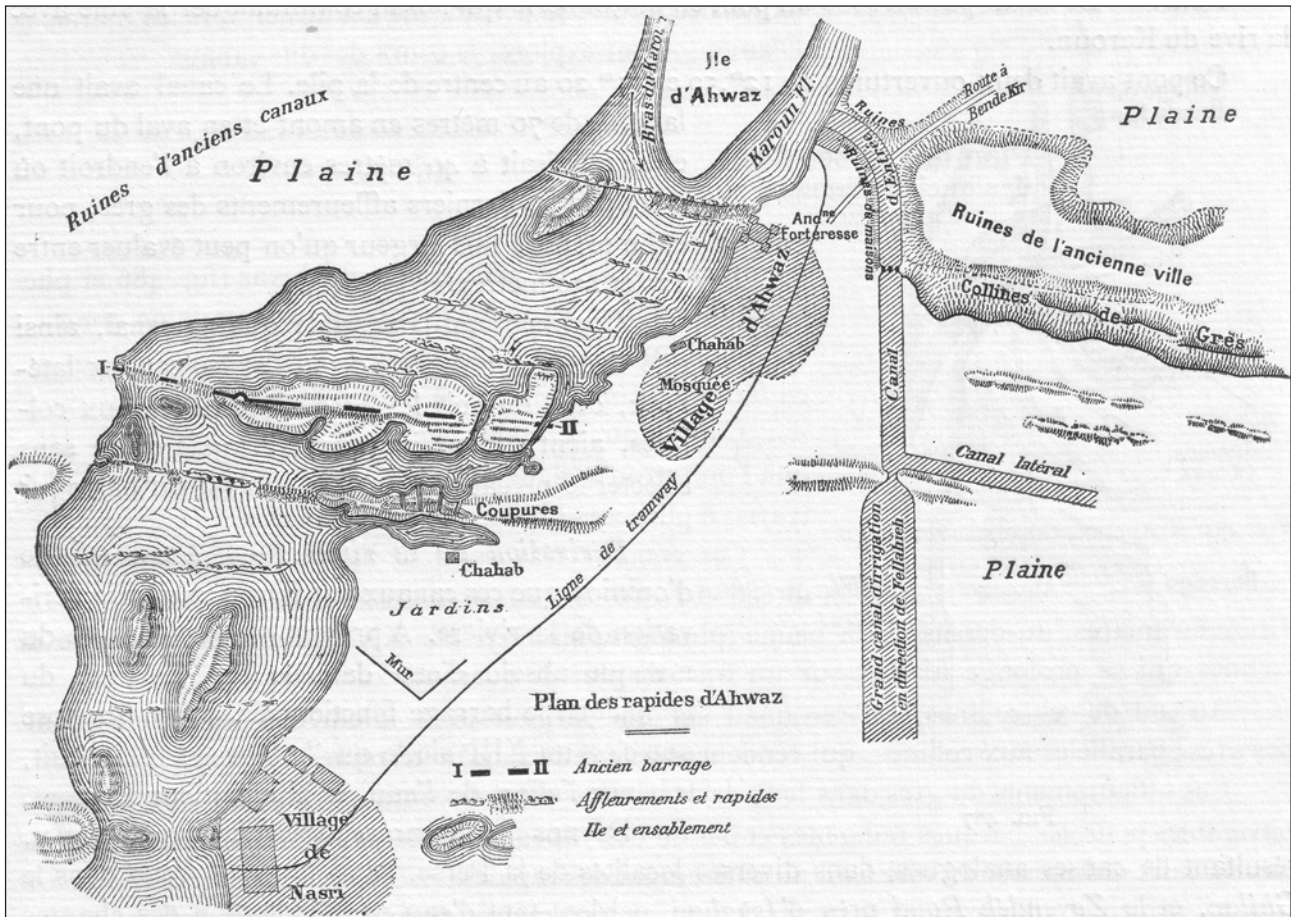 Ruines d'anciens canaux
Plaine
Bras du Karoun
Ile
d'Ahwaz
Karoun Fl.
Ruines
Route à
Bende Kir
Plaine
Ruines de maisons
Anc.ne
Forteresse
Ruines de l'ancienne ville
Collines de Grès
Village d'Ahwaz
Chahab
Mosquée
Canal
I
II
Canal latéral
Coupures
Ligne de tramway
Chahab
Jardins
Mur
Grand canal d'irrigation
en direction de Fellahieh
Plaine
Plan des rapides d'Ahwaz
I II Ancien barrage
Affleurements et rapides
Ile et ensablement
Village
de
Nasri